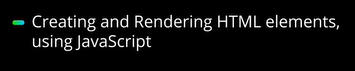 Creating and Rendering HTML elements,
using JavaScript